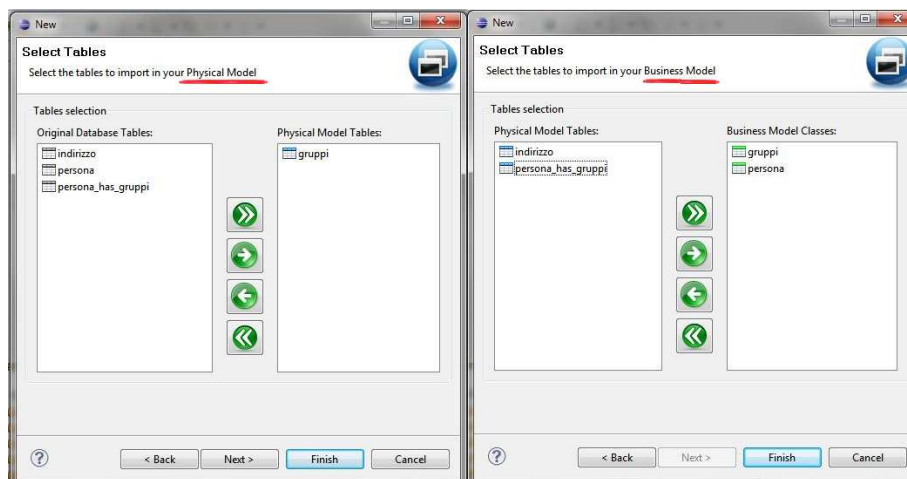 New
Select Tables
Select the tables to import in your Physical Model
Tables selection
Original Database Tables:
indirizzo
persona
persona_has_gruppi
Physical Model Tables:
gruppi
< Back
Next >
Finish
Cancel
New
Select Tables
Select the tables to import in your Business Model
Tables selection
Physical Model Tables:
indirizzo
persona_has_gruppi
Business Model Classes:
gruppi
persona
< Back
Next >
Finish
Cancel